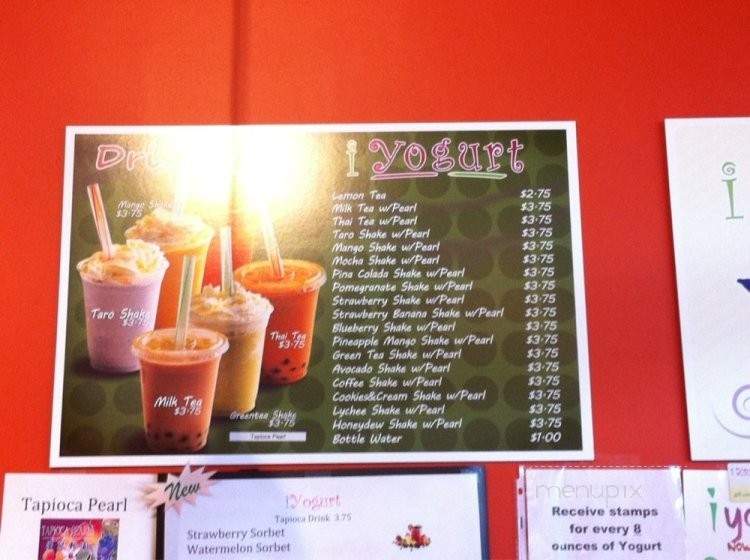 i Yogurt
Mango
$3.75
Taro Shake
$3.75
Thai Tea
$3.75
Milk Tea
$3.75
Greentea Shake
$3.75
Tapioca Pearl
Lemon Tea $2.75
Milk Tea w/Pearl $3.75
Thai Tea w/Pearl $3.75
Taro Shake w/Pearl $3.75
Mango Shake w/Pearl $3.75
Mocha Shake w/Pearl $3.75
Pina Colada Shake w/Pearl $3.75
Pomegranate Shake w/Pearl $3.75
Strawberry Shake w/Pearl $3.75
Strawberry Banana Shake w/Pearl $3.75
Blueberry Shake w/Pearl $3.75
Pineapple Mango Shake w/Pearl $3.75
Green Tea Shake w/Pearl $3.75
Avocado Shake w/Pearl $3.75
Coffee Shake w/Pearl $3.75
Cookies&Cream Shake w/Pearl $3.75
Lychee Shake w/Pearl $3.75
Honeydew Shake w/Pearl $3.75
Bottle Water $1.00
Tapioca Pearl
New
iYogurt
Tapioca Drink 3.75
Strawberry Sorbet
Watermelon Sorbet
menupix
Receive stamps
for every 8
ounces of Yogurt
i
i yo